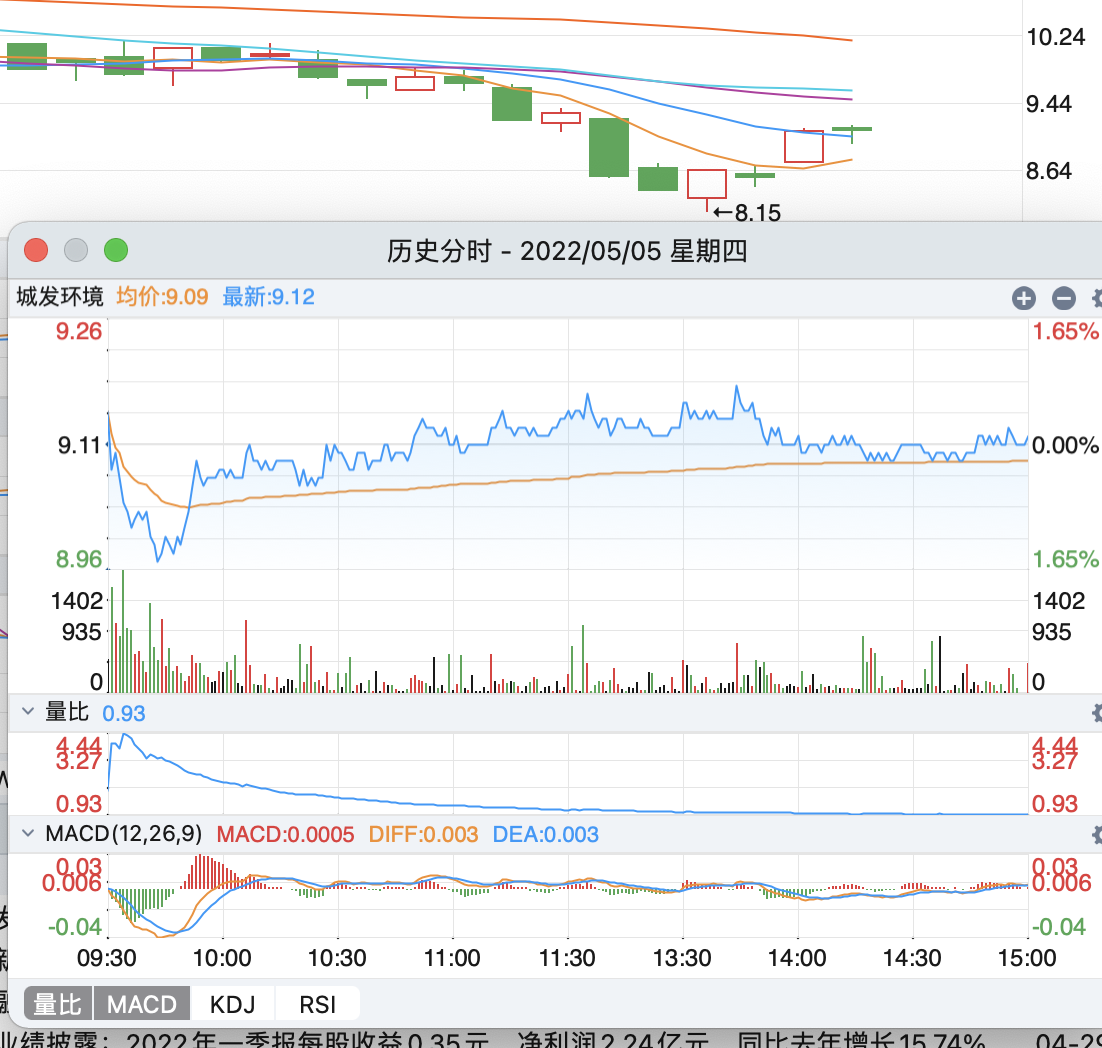 10.24
9.44
8.64
←8.15
历史分时 - 2022/05/05 星期四
城发环境 均价:9.09 最新:9.12
9.26 1.65%
9.11 0.00%
8.96 1.65%
1402 1402
935 935
0 0
量比 0.93
4.44 4.44
3.27 3.27
0.93 0.93
MACD(12,26,9) MACD:0.0005 DIFF:0.003 DEA:0.003
0.03 0.03
0.006 0.006
-0.04 -0.04
09:30 10:00 10:30 11:00 11:30 13:30 14:00 14:30 15:00
量比 MACD KDJ RSI
业绩披露：2022年一季报每股收益0.35元，净利润2.24亿元，同比去年增长15.74% 04-29